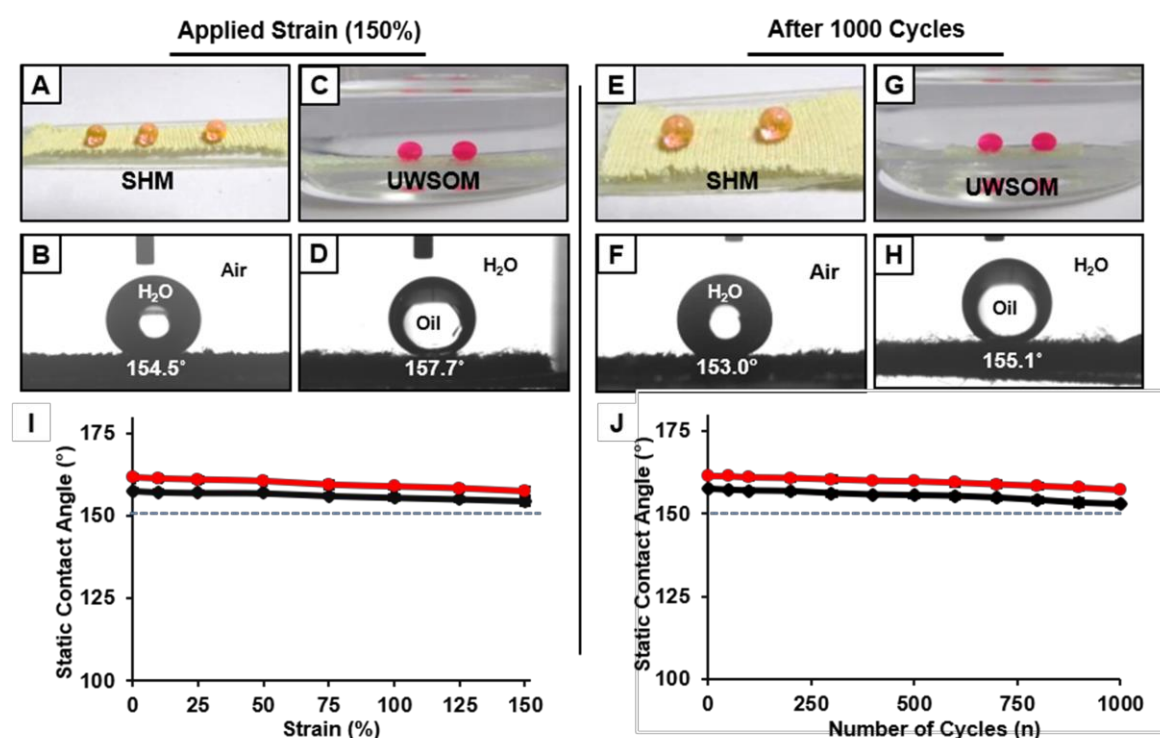 Applied Strain (150%)
After 1000 Cycles
A
SHM
C
UWSOM
E
SHM
G
UWSOM
B
Air
H₂O
154.5°
D
H₂O
Oil
157.7°
F
Air
H₂O
153.0°
H
H₂O
Oil
155.1°
I
Static Contact Angle (°)
175
150
125
100
0 25 50 75 100 125 150
Strain (%)
J
Static Contact Angle (°)
175
150
125
100
0 250 500 750 1000
Number of Cycles (n)